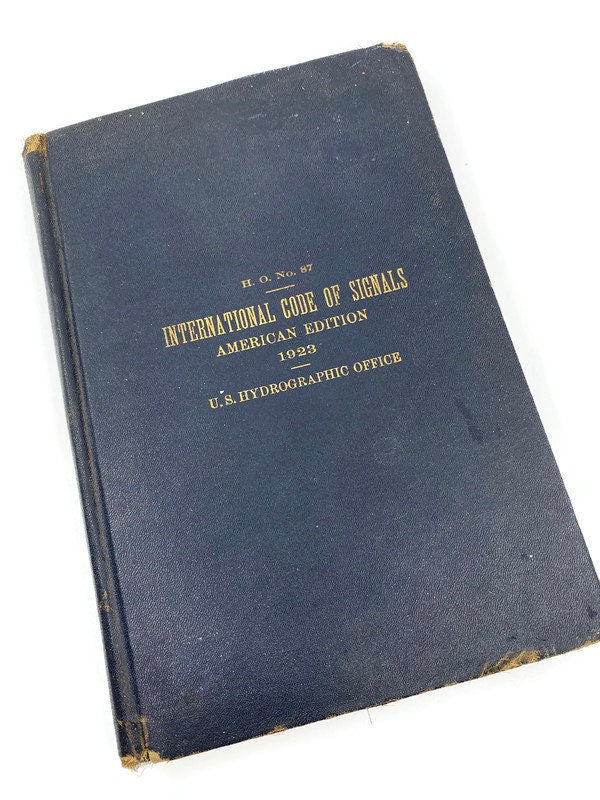 H. O. No. 87
INTERNATIONAL CODE OF SIGNALS
AMERICAN EDITION
1923
U. S. HYDROGRAPHIC OFFICE